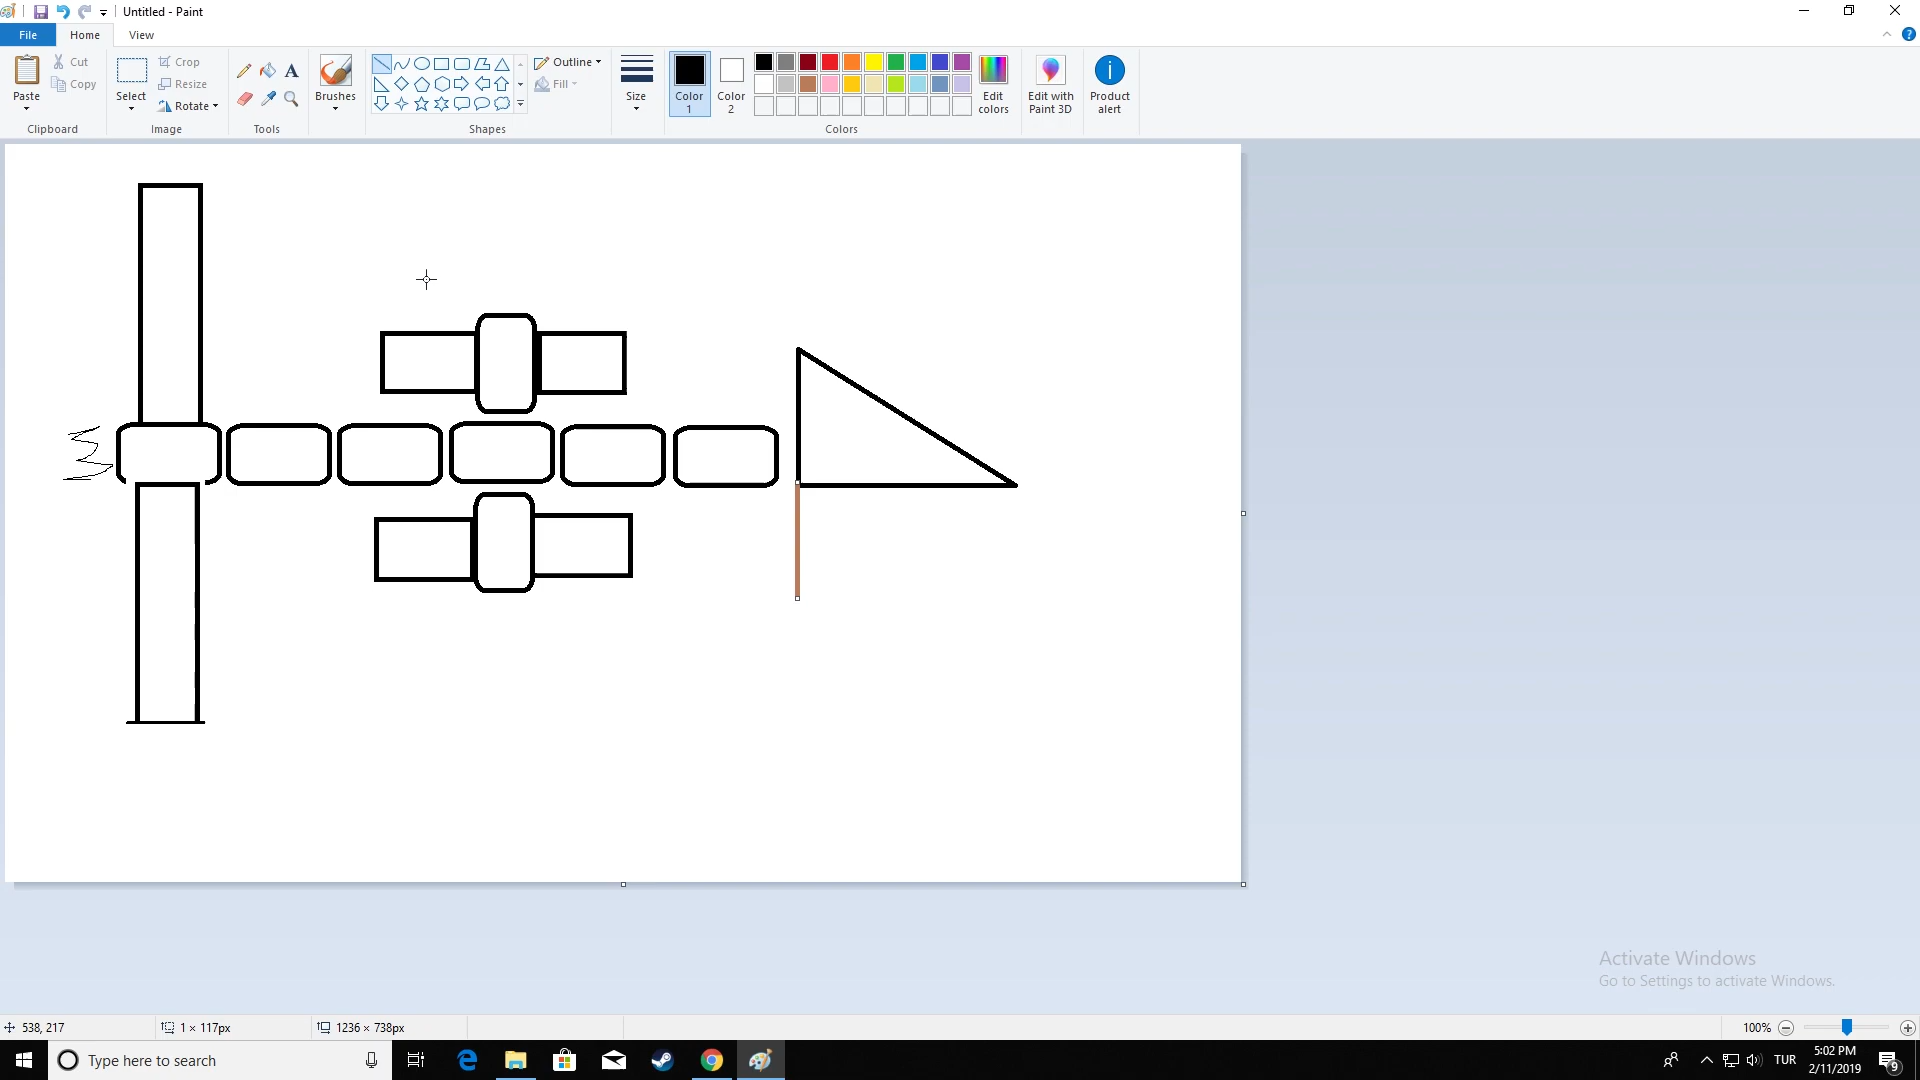 Untitled - Paint
File Home View
Paste Cut Copy Clipboard
Select Crop Resize Rotate Image
A Tools
Brushes
Shapes Outline Fill
Size
Color 1 Color 2 Edit colors Colors
Edit with Paint 3D
Product alert
Activate Windows
Go to Settings to activate Windows.
538, 217 1 × 117px 1236 × 738px 100%
Type here to search TUR 5:02 PM
2/11/2019 9